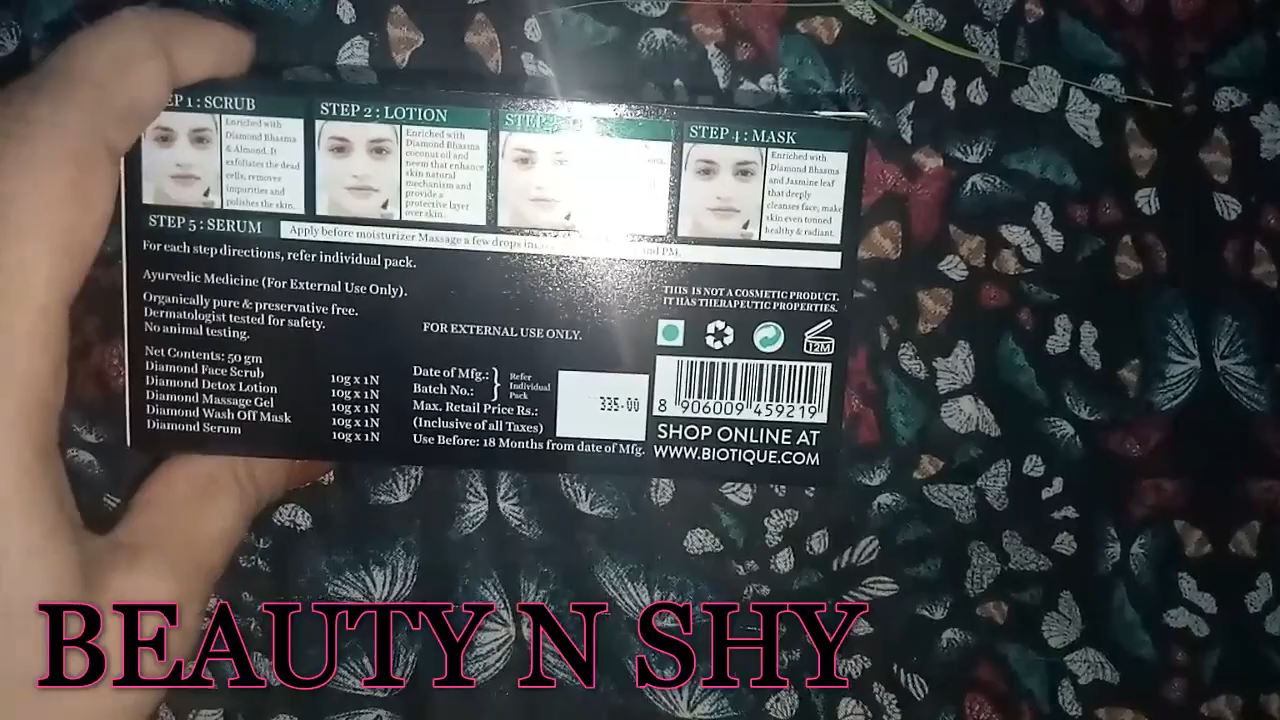 EP 1 : SCRUB
Enriched with
Diamond Bhasma
& Almond. It
exfoliates the dead
cells, removes
impurities and
polishes the skin.
STEP 2 : LOTION
Enriched with
Diamond Bhasma
coconut oil and
neem that enhance
skin natural
mechanism and
provide a
protective layer
over skin.
STEP
STEP 4 : MASK
Enriched with
Diamond Bhasma
and Jasmine leaf
that deeply
cleanses face, make
skin even tonned
healthy & radiant.
STEP 5 : SERUM
Apply before moisturizer Massage a few drops and PM.
For each step directions, refer individual pack.
Ayurvedic Medicine (For External Use Only).
Organically pure & preservative free.
Dermatologist tested for safety.
No animal testing.
FOR EXTERNAL USE ONLY.
THIS IS NOT A COSMETIC PRODUCT.
IT HAS THERAPEUTIC PROPERTIES.
12M
Net Contents: 50 gm
Diamond Face Scrub 10g x 1N
Diamond Detox Lotion 10g x 1N
Diamond Massage Gel 10g x 1N
Diamond Wash Off Mask 10g x 1N
Diamond Serum 10g x 1N
Date of Mfg.:
Batch No.:
Refer
Individual
Pack
Max. Retail Price Rs.: 335-00
(Inclusive of all Taxes)
Use Before: 18 Months from date of Mfg.
8 906009 459219
SHOP ONLINE AT
WWW.BIOTIQUE.COM
BEAUTY N SHY